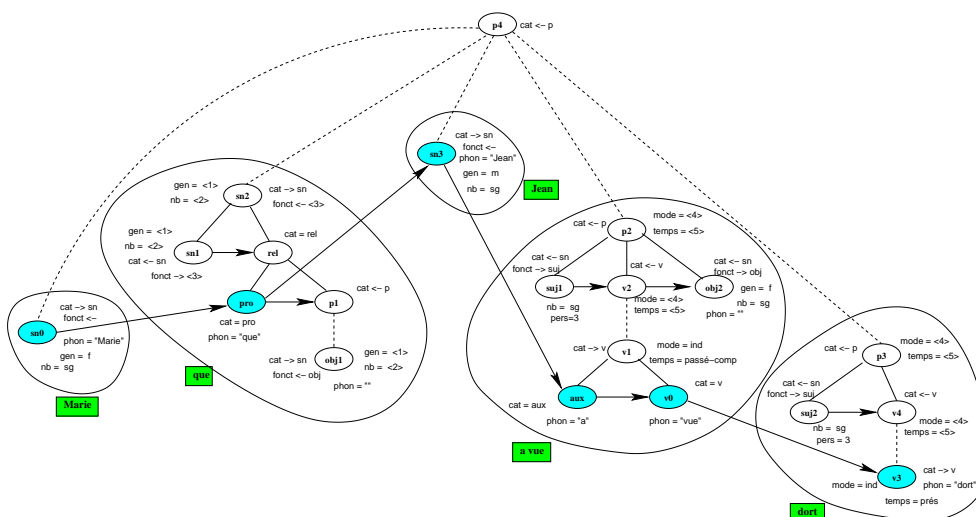 p4 cat <- p
cat -> sn
fonct <-
sn3 phon = "Jean"
gen = m
nb = sg
Jean
gen = <1>
nb = <2>
sn2
cat -> sn
fonct <- <3>
gen = <1>
nb = <2>
cat <- sn
fonct -> <3>
sn1
cat = rel
rel
pro
cat = pro
phon = "que"
p1 cat <- p
cat -> sn
fonct <- obj
obj1
gen = <1>
nb = <2>
phon = ""
que
cat -> sn
fonct <-
sn0
phon = "Marie"
gen = f
nb = sg
Marie
cat <- p
p2
mode = <4>
temps = <5>
cat <- sn
fonct -> suj
suj1
nb = sg
pers=3
cat <- v
v2
mode = <4>
temps = <5>
cat <- sn
fonct -> obj
obj2
gen = f
nb = sg
phon = ""
cat -> v
v1
mode = ind
temps = passé-comp
cat = aux
aux
phon = "a"
cat = v
v0
phon = "vue"
a vue
cat <- p
p3
mode = <4>
temps = <5>
cat <- sn
fonct -> suj
suj2
nb = sg
pers = 3
cat <- v
v4
mode = <4>
temps = <5>
cat -> v
v3
phon = "dort"
mode = ind
temps = prés
dort